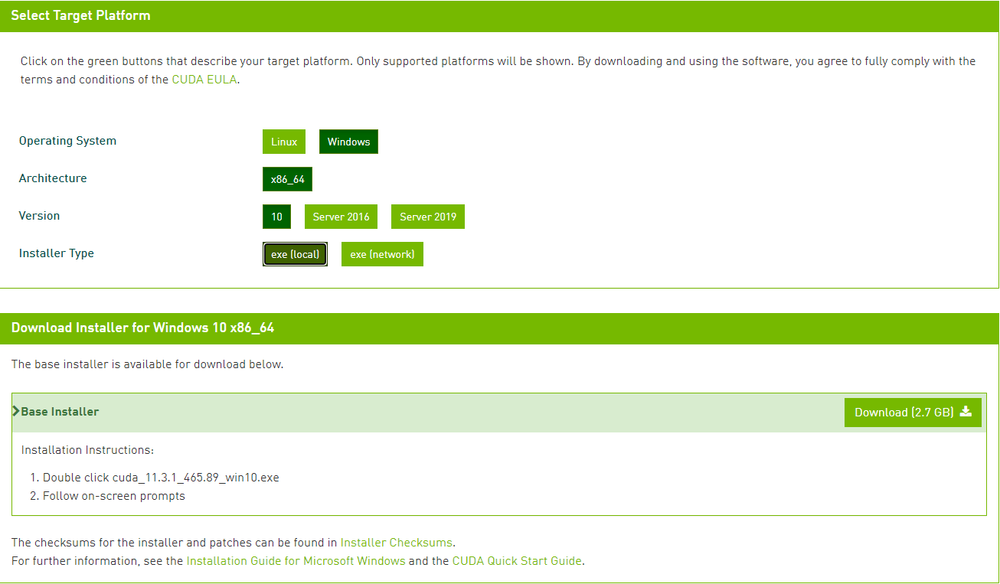 Select Target Platform
Click on the green buttons that describe your target platform. Only supported platforms will be shown. By downloading and using the software, you agree to fully comply with the
terms and conditions of the CUDA EULA.
Operating System Linux Windows
Architecture x86_64
Version 10 Server 2016 Server 2019
Installer Type exe (local) exe (network)
Download Installer for Windows 10 x86_64
The base installer is available for download below.
Base Installer Download (2.7 GB)
Installation Instructions:
1. Double click cuda_11.3.1_465.89_win10.exe
2. Follow on-screen prompts
The checksums for the installer and patches can be found in Installer Checksums.
For further information, see the Installation Guide for Microsoft Windows and the CUDA Quick Start Guide.